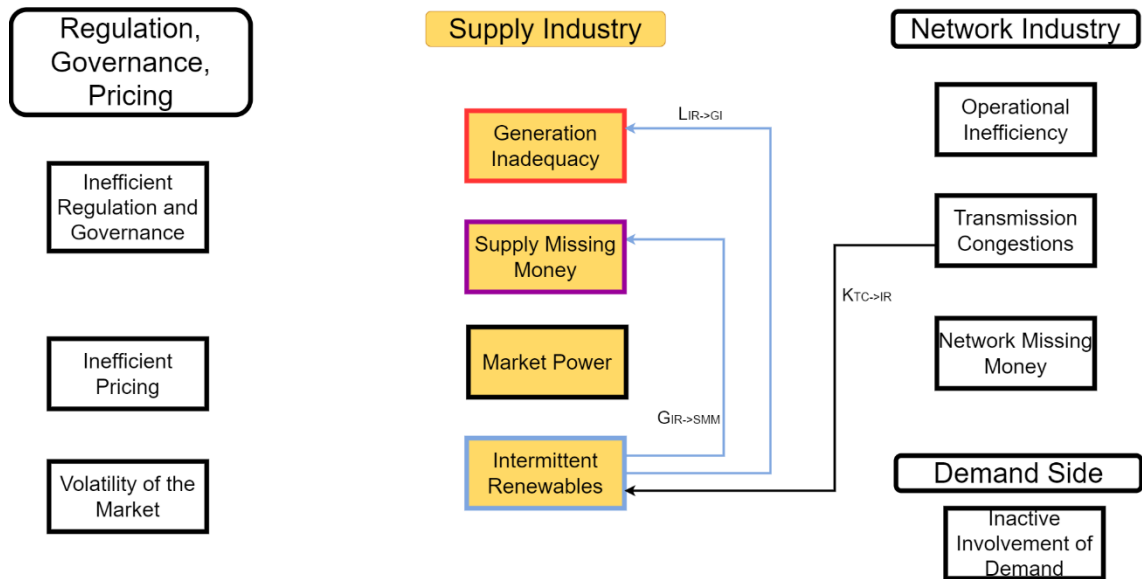 Regulation,
Governance,
Pricing
Inefficient
Regulation and
Governance
Inefficient
Pricing
Volatility of the
Market
Supply Industry
Generation
Inadequacy
Supply Missing
Money
Market Power
Intermittent
Renewables
LIR->GI
GIR->SMM
KTC->IR
Network Industry
Operational
Inefficiency
Transmission
Congestions
Network Missing
Money
Demand Side
Inactive
Involvement of
Demand